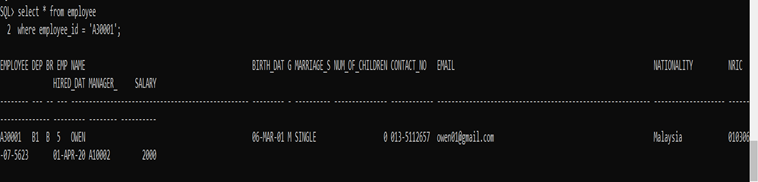 SQL> select * from employee
2 where employee_id = 'A30001';
EMPLOYEE DEP BR EMP NAME BIRTH_DAT G MARRIAGE_S NUM_OF_CHILDREN CONTACT_NO EMAIL NATIONALITY NRIC
HIRED_DAT MANAGER_ SALARY
-------- --- -- --- -------------------------------------------------- --------- - ---------- --------------- ----------- -------------------------------------------------- --------------- ------
-------------- --------- -------- ----------
A30001 B1 B 5 OWEN 06-MAR-01 M SINGLE 0 013-5112657 owen01@gmail.com Malaysia 010306
-07-5623 01-APR-20 A10002 2000